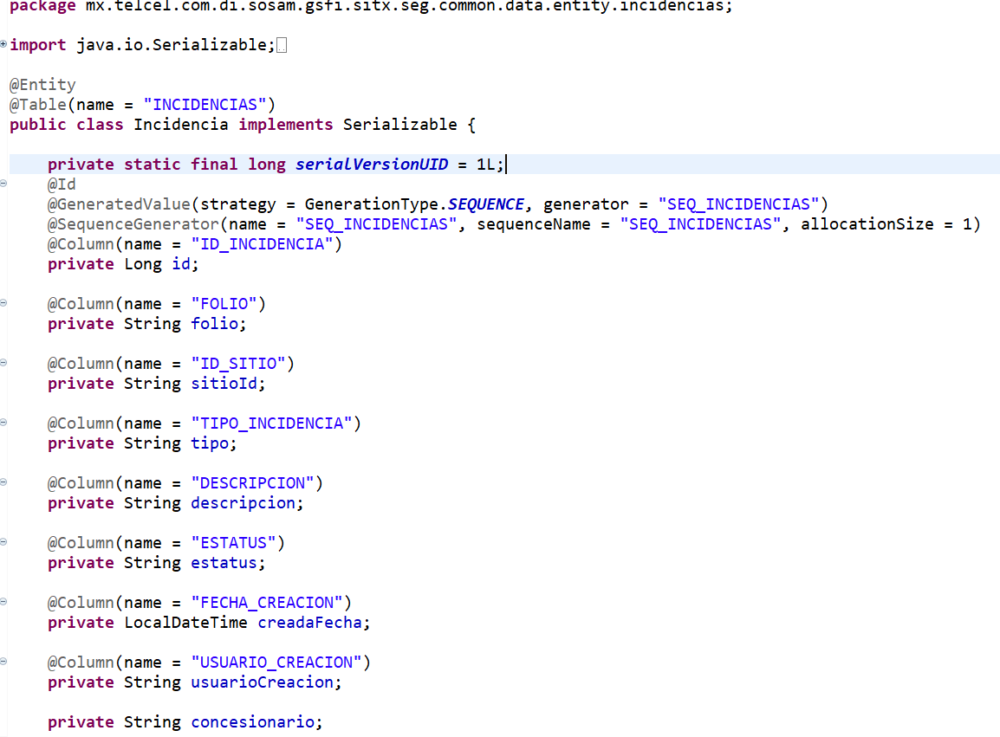 package mx.telcel.com.di.sosam.gsfi.sitx.seg.common.data.entity.incidencias;
import java.io.Serializable;
@Entity
@Table(name = "INCIDENCIAS")
public class Incidencia implements Serializable {
private static final long serialVersionUID = 1L;
@Id
@GeneratedValue(strategy = GenerationType.SEQUENCE, generator = "SEQ_INCIDENCIAS")
@SequenceGenerator(name = "SEQ_INCIDENCIAS", sequenceName = "SEQ_INCIDENCIAS", allocationSize = 1)
@Column(name = "ID_INCIDENCIA")
private Long id;
@Column(name = "FOLIO")
private String folio;
@Column(name = "ID_SITIO")
private String sitioId;
@Column(name = "TIPO_INCIDENCIA")
private String tipo;
@Column(name = "DESCRIPCION")
private String descripcion;
@Column(name = "ESTATUS")
private String estatus;
@Column(name = "FECHA_CREACION")
private LocalDateTime creadaFecha;
@Column(name = "USUARIO_CREACION")
private String usuarioCreacion;
private String concesionario;